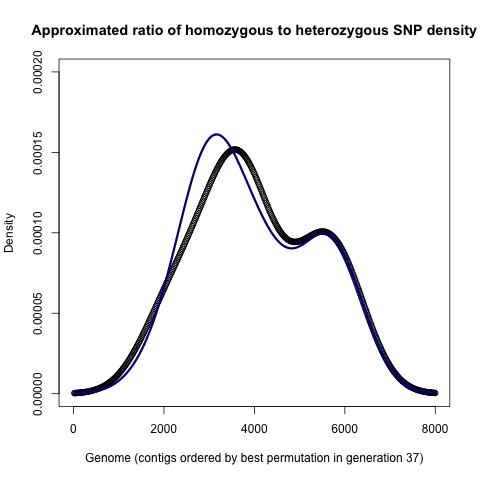 Approximated ratio of homozygous to heterozygous SNP density
0.00020
0.00015
0.00010
0.00005
0.00000
Density
0 2000 4000 6000 8000
Genome (contigs ordered by best permutation in generation 37)